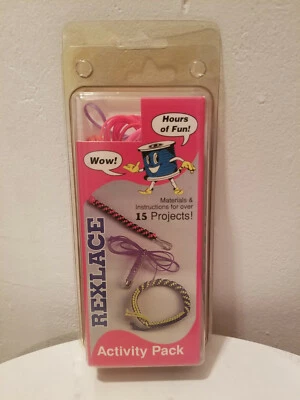 Hours
of Fun!
Wow!
Materials &
Instructions for over
15 Projects!
REXLACE
Activity Pack